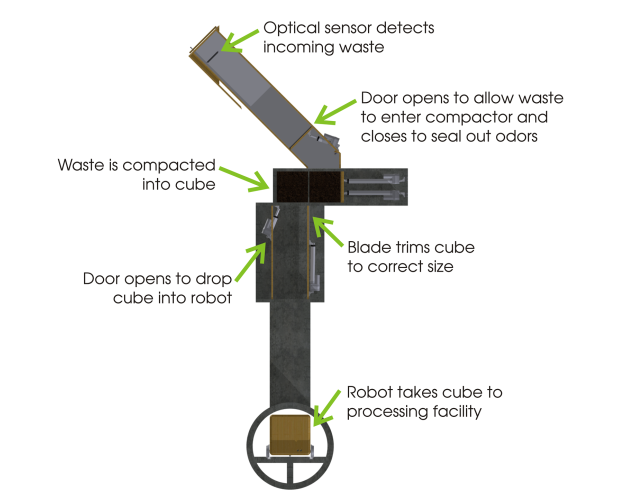 Optical sensor detects
incoming waste
Door opens to allow waste
to enter compactor and
closes to seal out odors
Waste is compacted
into cube
Blade trims cube
to correct size
Door opens to drop
cube into robot
Robot takes cube to
processing facility